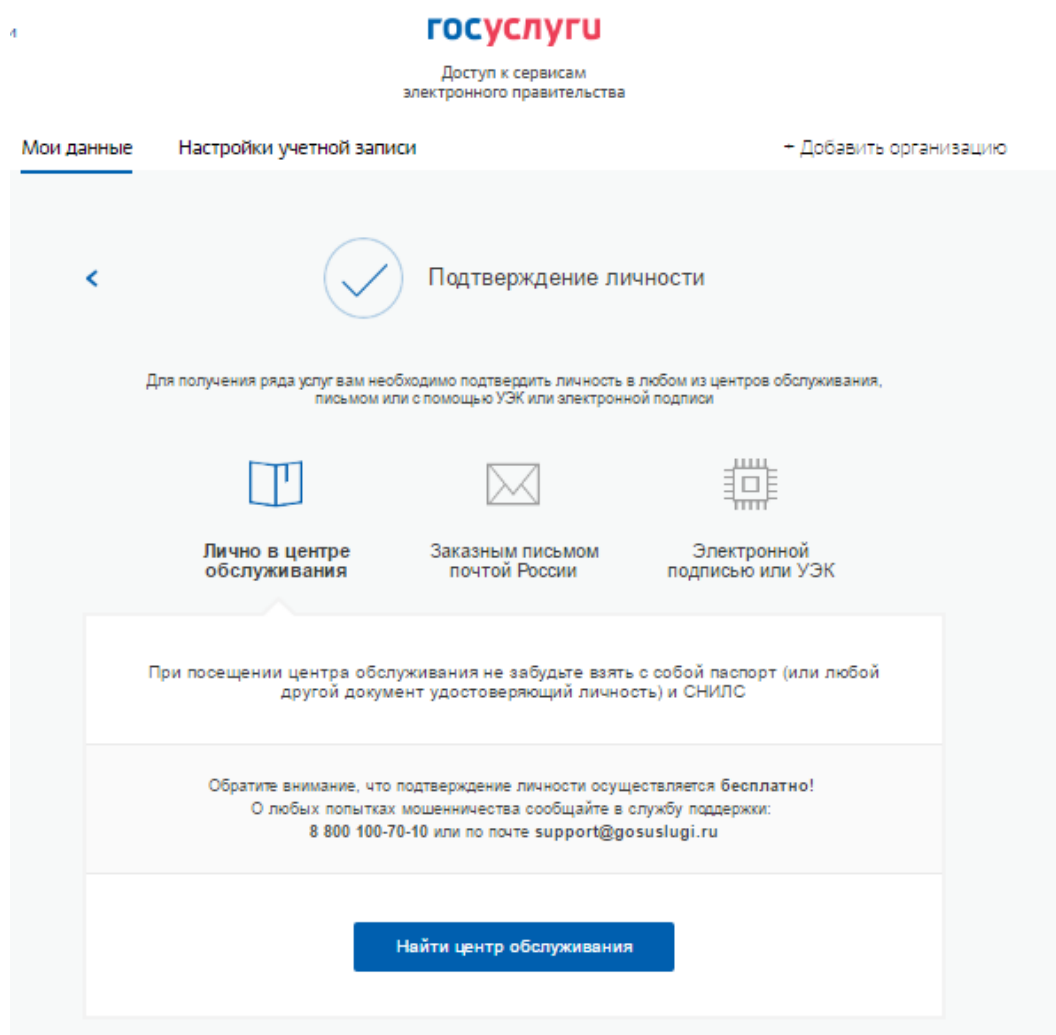 и
госуслуги
Доступ к сервисам
электронного правительства
Мои данные Настройки учетной записи + Добавить организацию
Подтверждение личности
Для получения ряда услуг вам необходимо подтвердить личность в любом из центров обслуживания,
письмом или с помощью УЭК или электронной подписи
Лично в центре
обслуживания
Заказным письмом
почтой России
Электронной
подписью или УЭК
При посещении центра обслуживания не забудьте взять с собой паспорт (или любой
другой документ удостоверяющий личность) и СНИЛС
Обратите внимание, что подтверждение личности осуществляется бесплатно!
О любых попытках мошенничества сообщайте в службу поддержки:
8 800 100-70-10 или по почте support@gosuslugi.ru
Найти центр обслуживания